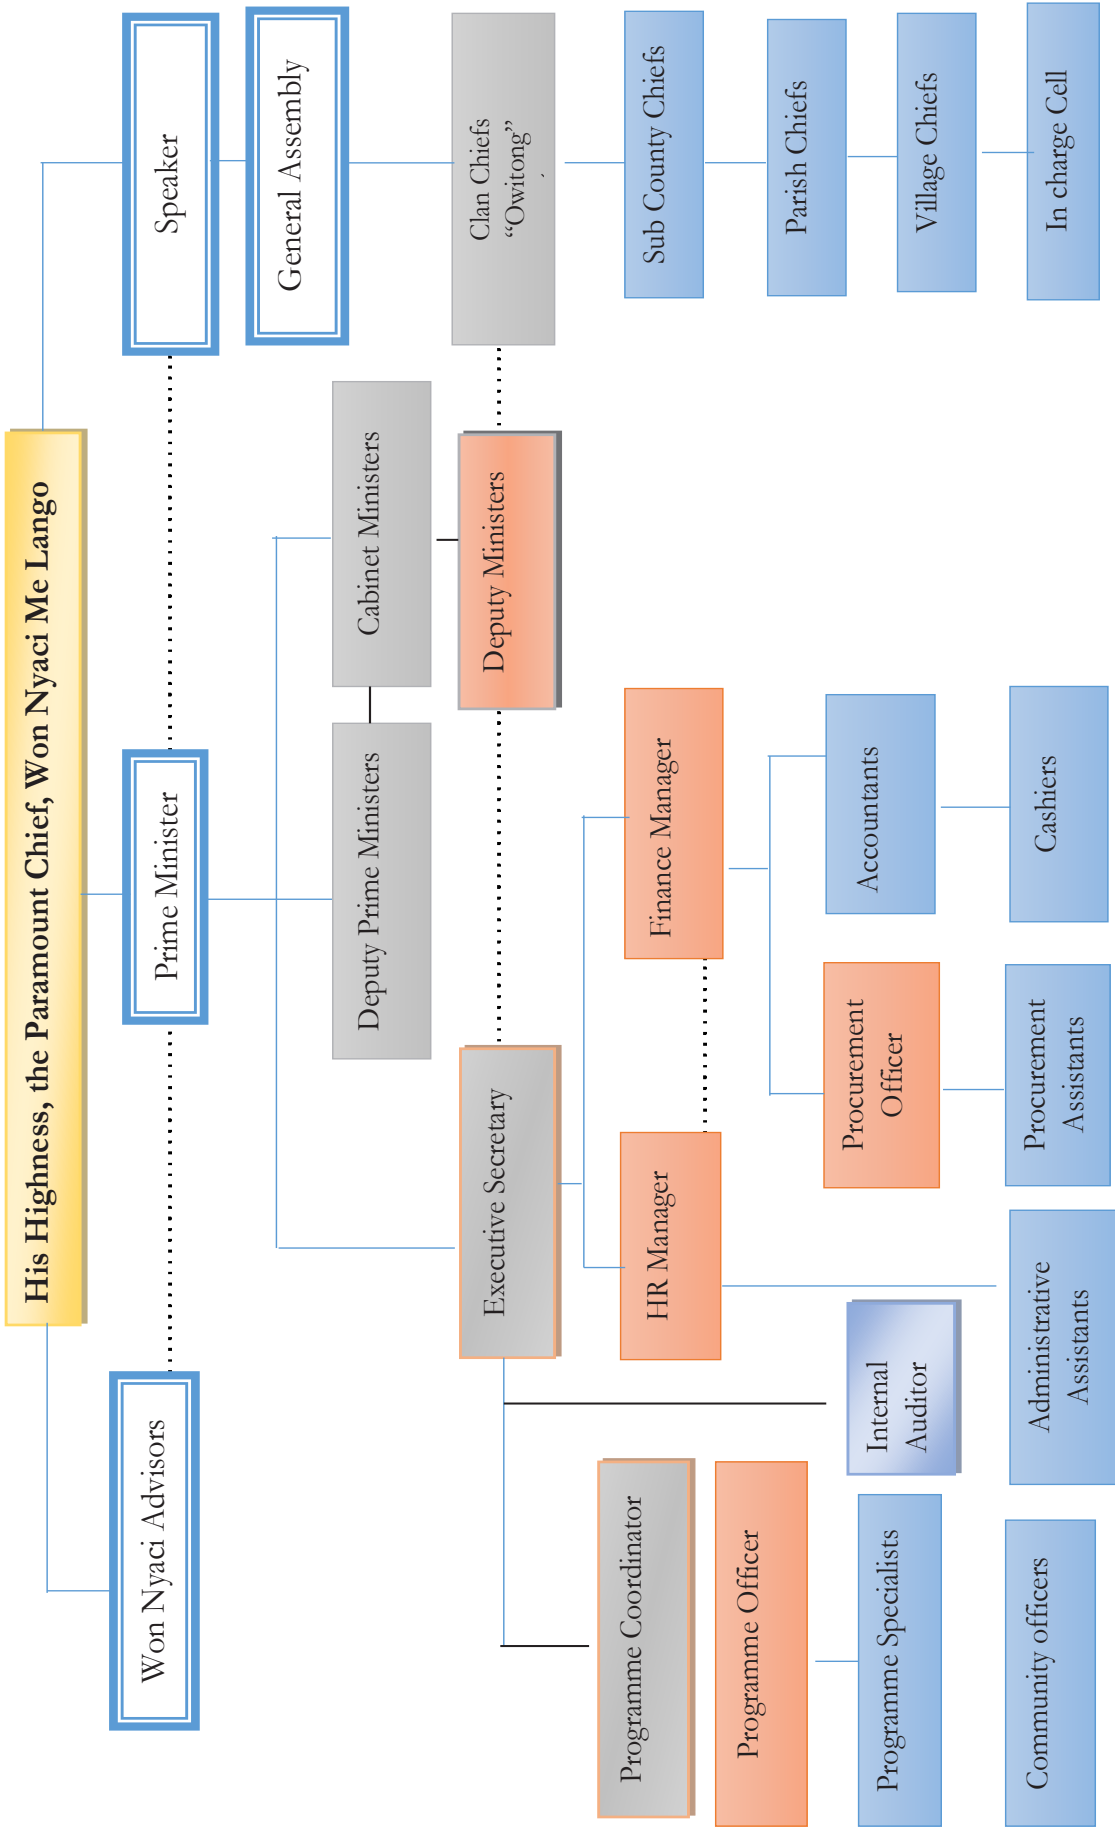 His Highness, the Paramount Chief, Won Nyaci Me Lango
Won Nyaci Advisors
Prime Minister
Speaker
General Assembly
Deputy Prime Ministers
Cabinet Ministers
Executive Secretary
Deputy Ministers
Clan Chiefs
“Owitong”
Programme Coordinator
HR Manager
Finance Manager
Sub County Chiefs
Programme Officer
Parish Chiefs
Programme Specialists
Internal
Auditor
Procurement
Officer
Accountants
Village Chiefs
Community officers
Administrative
Assistants
Procurement
Assistants
Cashiers
In charge Cell